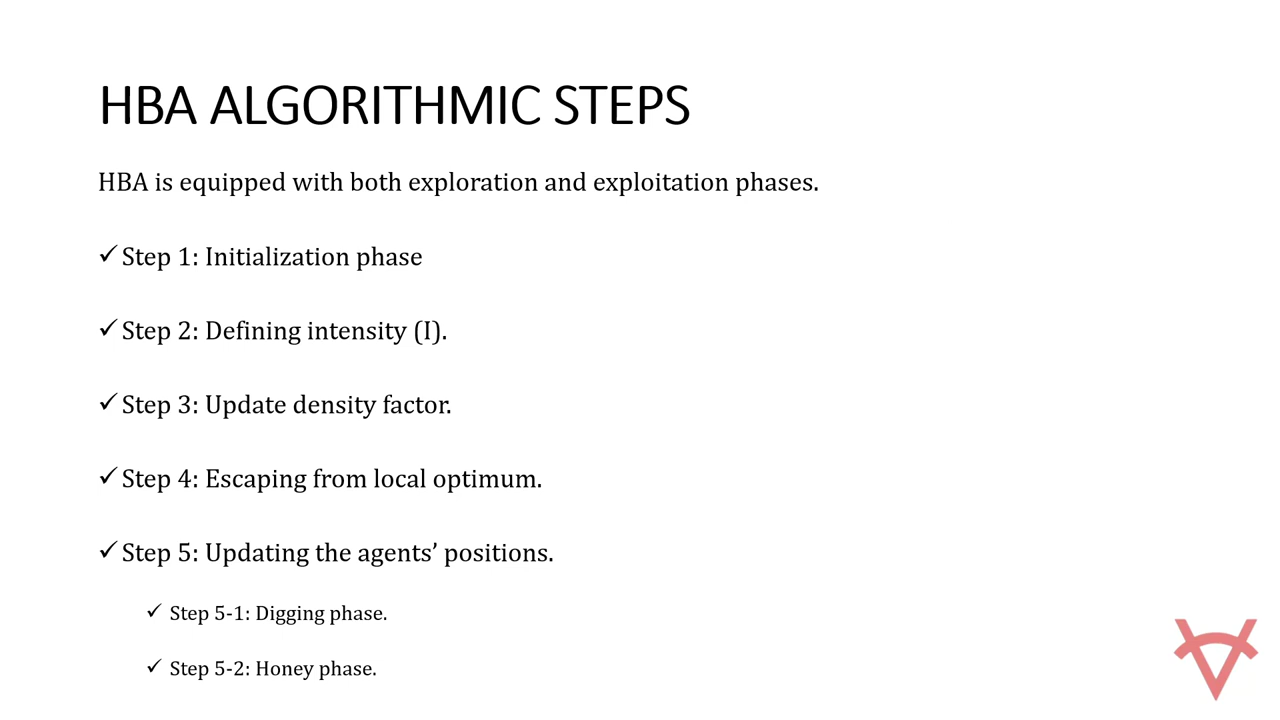 HBA ALGORITHMIC STEPS
HBA is equipped with both exploration and exploitation phases.
✓ Step 1: Initialization phase
✓ Step 2: Defining intensity (I).
✓ Step 3: Update density factor.
✓ Step 4: Escaping from local optimum.
✓ Step 5: Updating the agents’ positions.
✓ Step 5-1: Digging phase.
✓ Step 5-2: Honey phase.